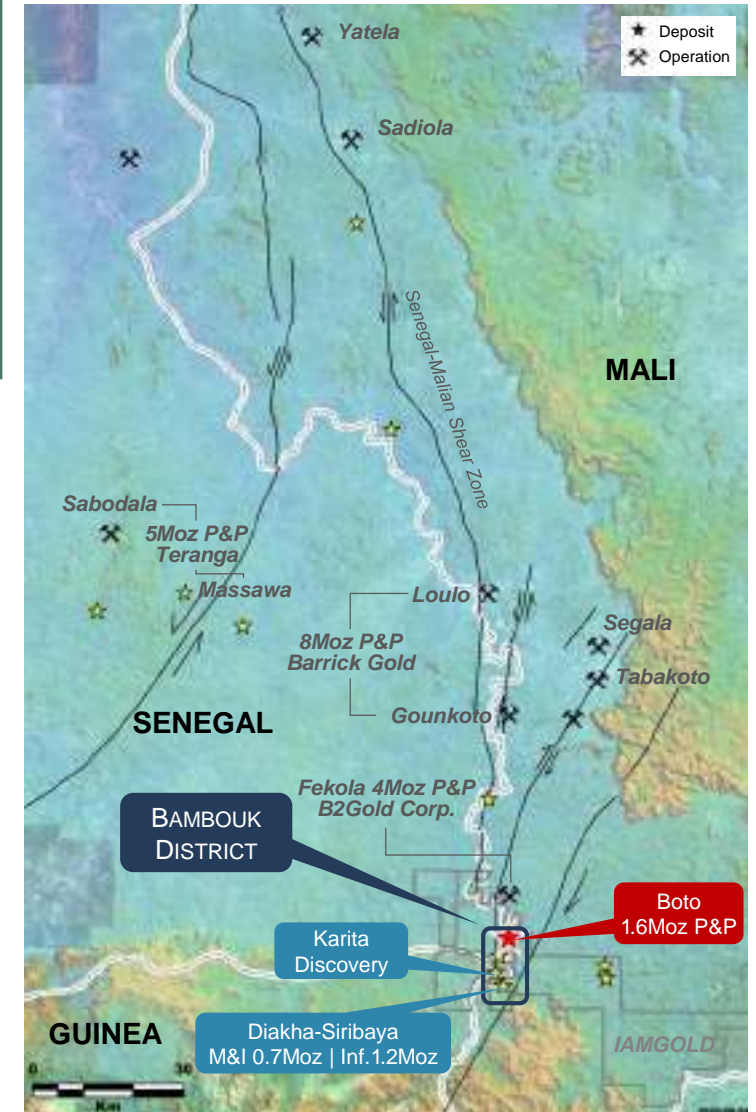 Deposit
Operation
Yatela
Sadiola
Senegal-Malian Shear Zone
MALI
Sabodala
5Moz P&P
Teranga
Massawa
Loulo
8Moz P&P
Barrick Gold
Gounkoto
Segala
Tabakoto
SENEGAL
Fekola 4Moz P&P
B2Gold Corp.
BAMBOUK
DISTRICT
Boto
1.6Moz P&P
Karita
Discovery
Diakha-Siribaya
M&I 0.7Moz | Inf.1.2Moz
GUINEA
IAMGOLD
0 30
Km